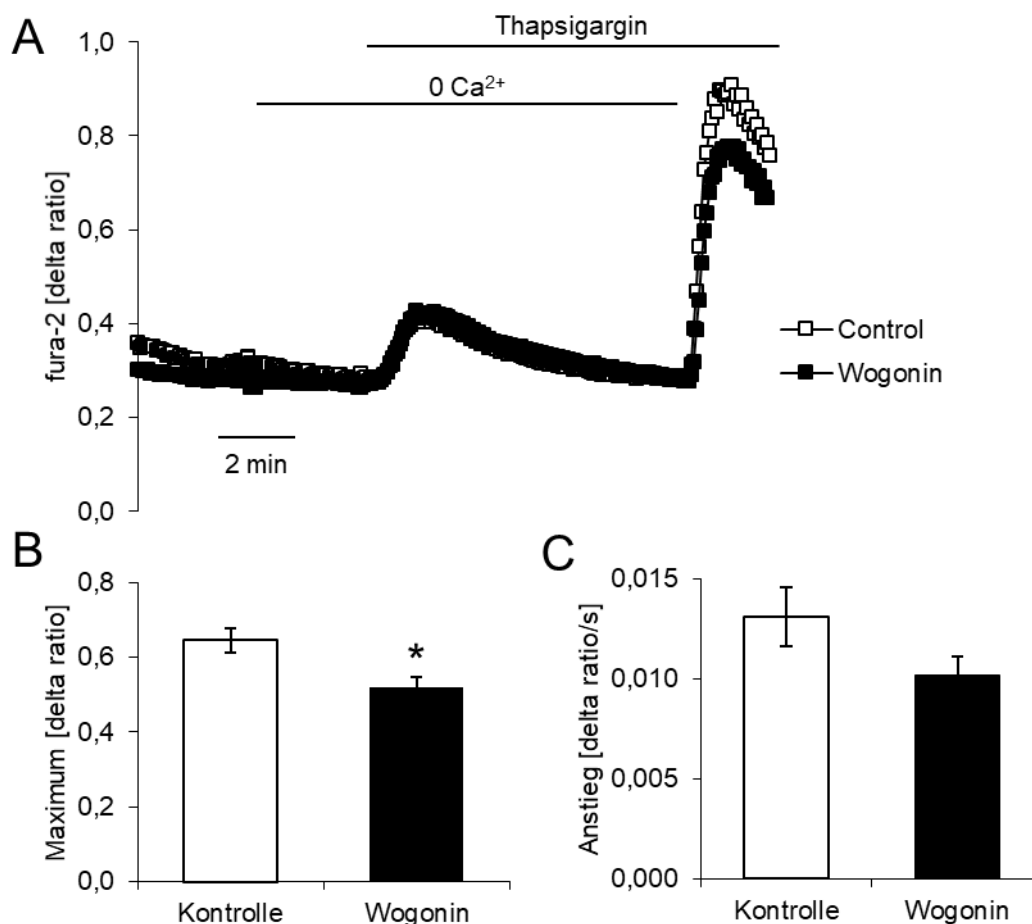 A
Thapsigargin
0 Ca²⁺
fura-2 [delta ratio]
1,0
0,8
0,6
0,4
0,2
0,0
2 min
Control
Wogonin
B
Maximum [delta ratio]
0,8
0,6
0,4
0,2
0,0
*
Kontrolle
Wogonin
C
Anstieg [delta ratio/s]
0,015
0,010
0,005
0,000
Kontrolle
Wogonin